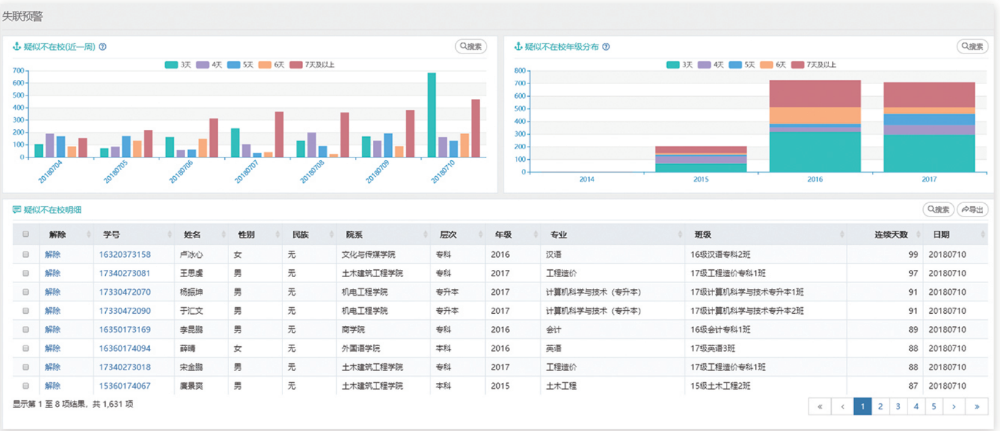 失联预警
疑似不在校(近一周)
搜索
3天 4天 5天 6天 7天及以上
700
600
500
400
300
200
100
0
20180704 20180705 20180706 20180707 20180708 20180709 20180710
疑似不在校年级分布
搜索
3天 4天 5天 6天 7天及以上
800
700
600
500
400
300
200
100
0
2014 2015 2016 2017
疑似不在校明细
搜索 导出
解除 学号 姓名 性别 民族 院系 层次 年级 专业 班级 连续天数 日期
解除 16320373158 卢冰心 女 无 文化与传媒学院 专科 2016 汉语 16级汉语专科2班 99 20180710
解除 17340273081 王思虞 男 无 土木建筑工程学院 专科 2017 工程造价 17级工程造价专科1班 97 20180710
解除 17330472070 杨振坤 男 无 机电工程学院 专升本 2017 计算机科学与技术（专升本） 17级计算机科学与技术专升本1班 91 20180710
解除 17330472090 于汇文 男 无 机电工程学院 专升本 2017 计算机科学与技术（专升本） 17级计算机科学与技术专升本2班 91 20180710
解除 16350173169 李昆鹏 男 无 商学院 专科 2016 会计 16级会计专科1班 89 20180710
解除 16360174094 薛晴 女 无 外国语学院 本科 2016 英语 17级英语3班 88 20180710
解除 17340273018 宋金鹏 男 无 土木建筑工程学院 专科 2017 工程造价 17级工程造价专科1班 88 20180710
解除 15360174067 景奕 男 无 土木建筑工程学院 本科 2015 土木工程 15级土木工程2班 87 20180710
显示第 1 至 8 项结果，共 1,631 项
« ‹ 1 2 3 4 5 › »